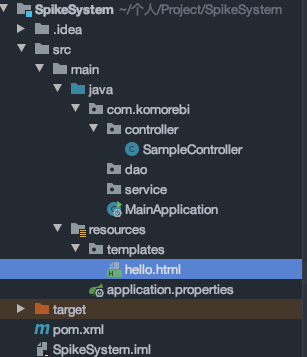 SpikeSystem ~/个人/Project/SpikeSystem
.idea
src
main
java
com.komorebi
controller
SampleController
dao
service
MainApplication
resources
templates
hello.html
application.properties
target
pom.xml
SpikeSystem.iml